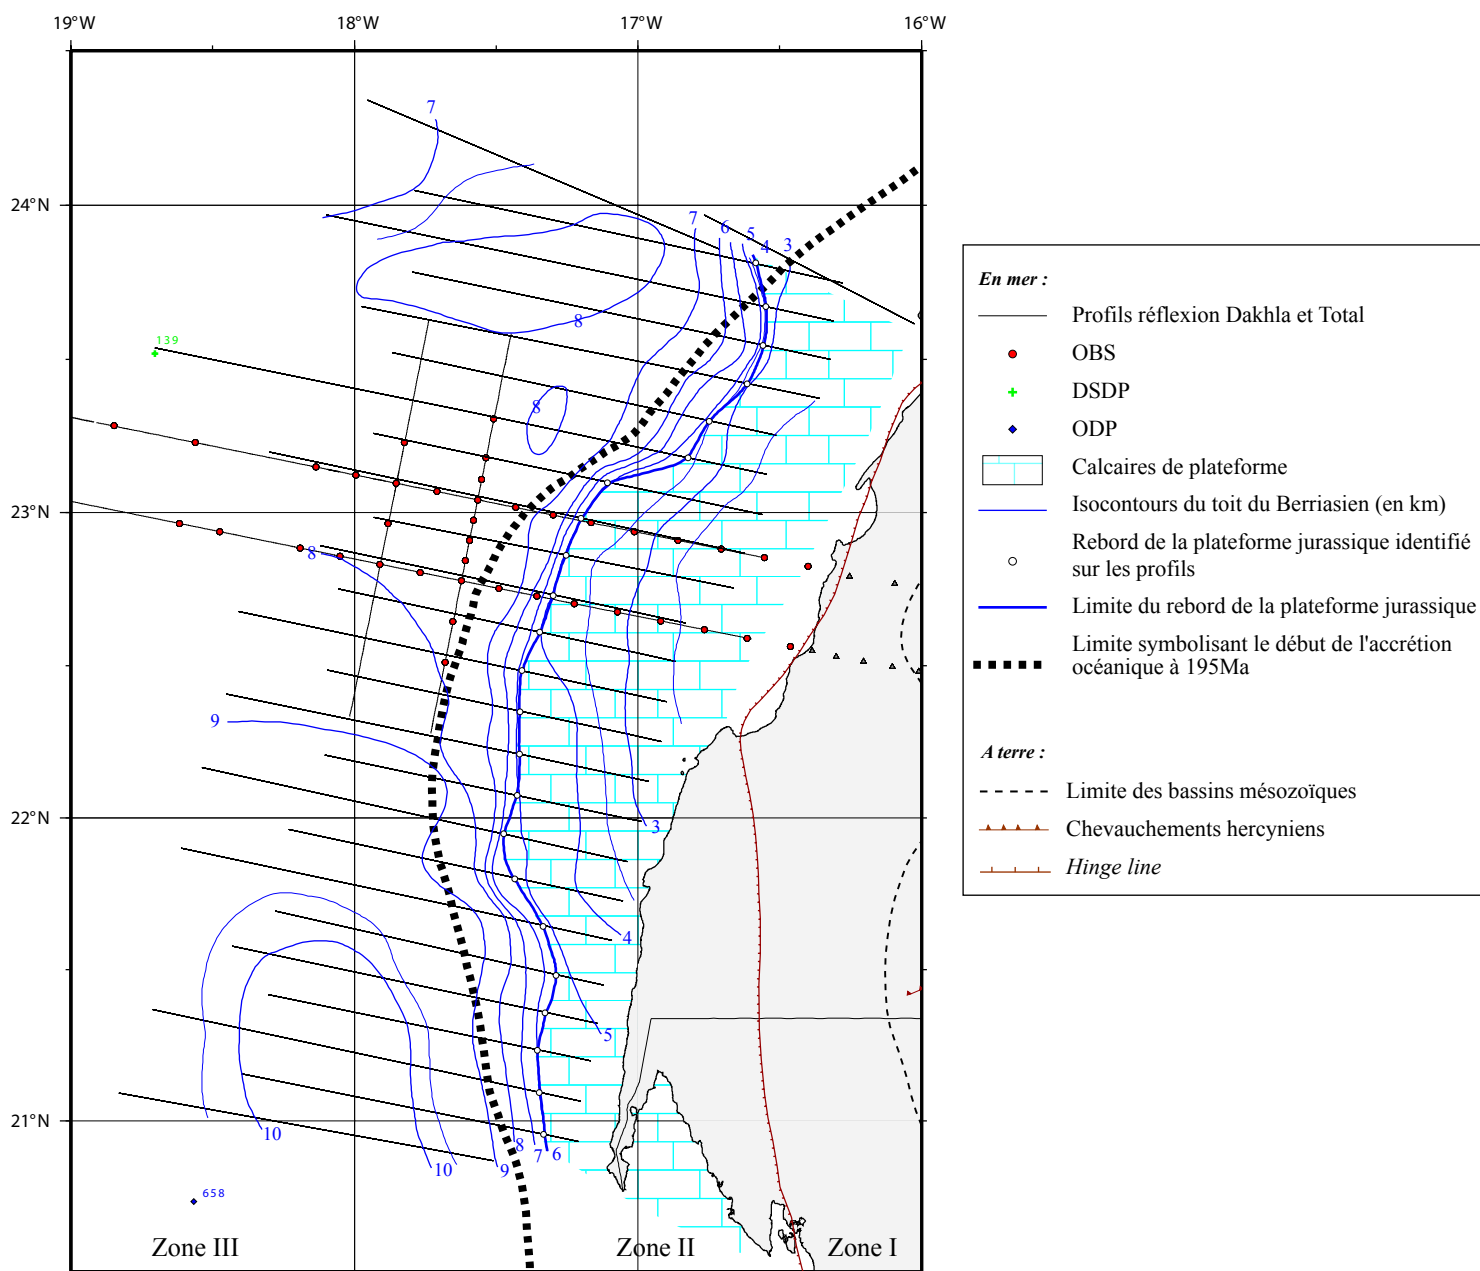 19°W
18°W
17°W
16°W
24°N
23°N
22°N
21°N
7
7
6
5
4
3
8
139
8
8
9
3
4
5
10
10
9
8
7
6
658
Zone III
Zone II
Zone I
En mer :
Profils réflexion Dakhla et Total
OBS
DSDP
ODP
Calcaires de plateforme
Isocontours du toit du Berriasien (en km)
Rebord de la plateforme jurassique identifié
sur les profils
Limite du rebord de la plateforme jurassique
Limite symbolisant le début de l'accrétion
océanique à 195Ma
A terre :
Limite des bassins mésozoïques
Chevauchements hercyniens
Hinge line